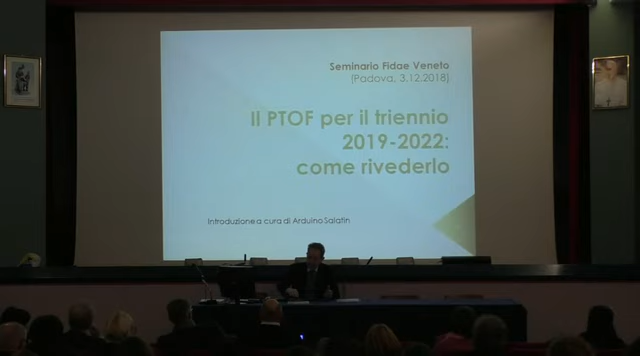 Seminario Fidae Veneto
(Padova, 3.12.2018)
Il PTOF per il triennio
2019-2022:
come rivederlo
Introduzione a cura di Arduino Salatin